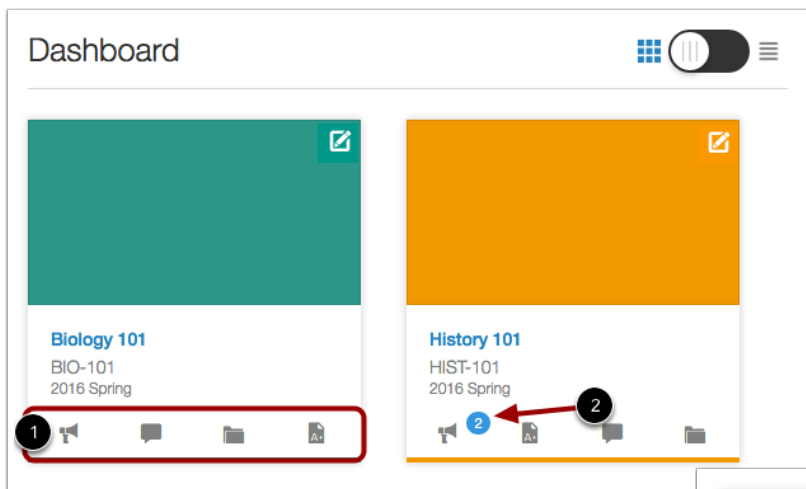 Dashboard
Biology 101
BIO-101
2016 Spring
1
A+
History 101
HIST-101
2016 Spring
2
2
A+